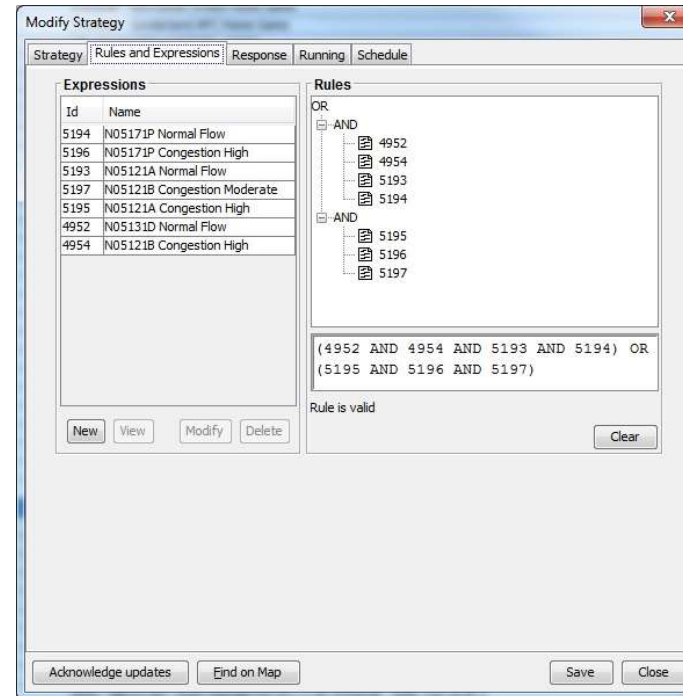 Modify Strategy
Strategy Rules and Expressions Response Running Schedule
Expressions
Id Name
5194 N05171P Normal Flow
5196 N05171P Congestion High
5193 N05121A Normal Flow
5197 N05121B Congestion Moderate
5195 N05121A Congestion High
4952 N05131D Normal Flow
4954 N05121B Congestion High
New View Modify Delete
Rules
OR
AND
4952
4954
5193
5194
AND
5195
5196
5197
(4952 AND 4954 AND 5193 AND 5194) OR
(5195 AND 5196 AND 5197)
Rule is valid
Clear
Acknowledge updates Find on Map Save Close